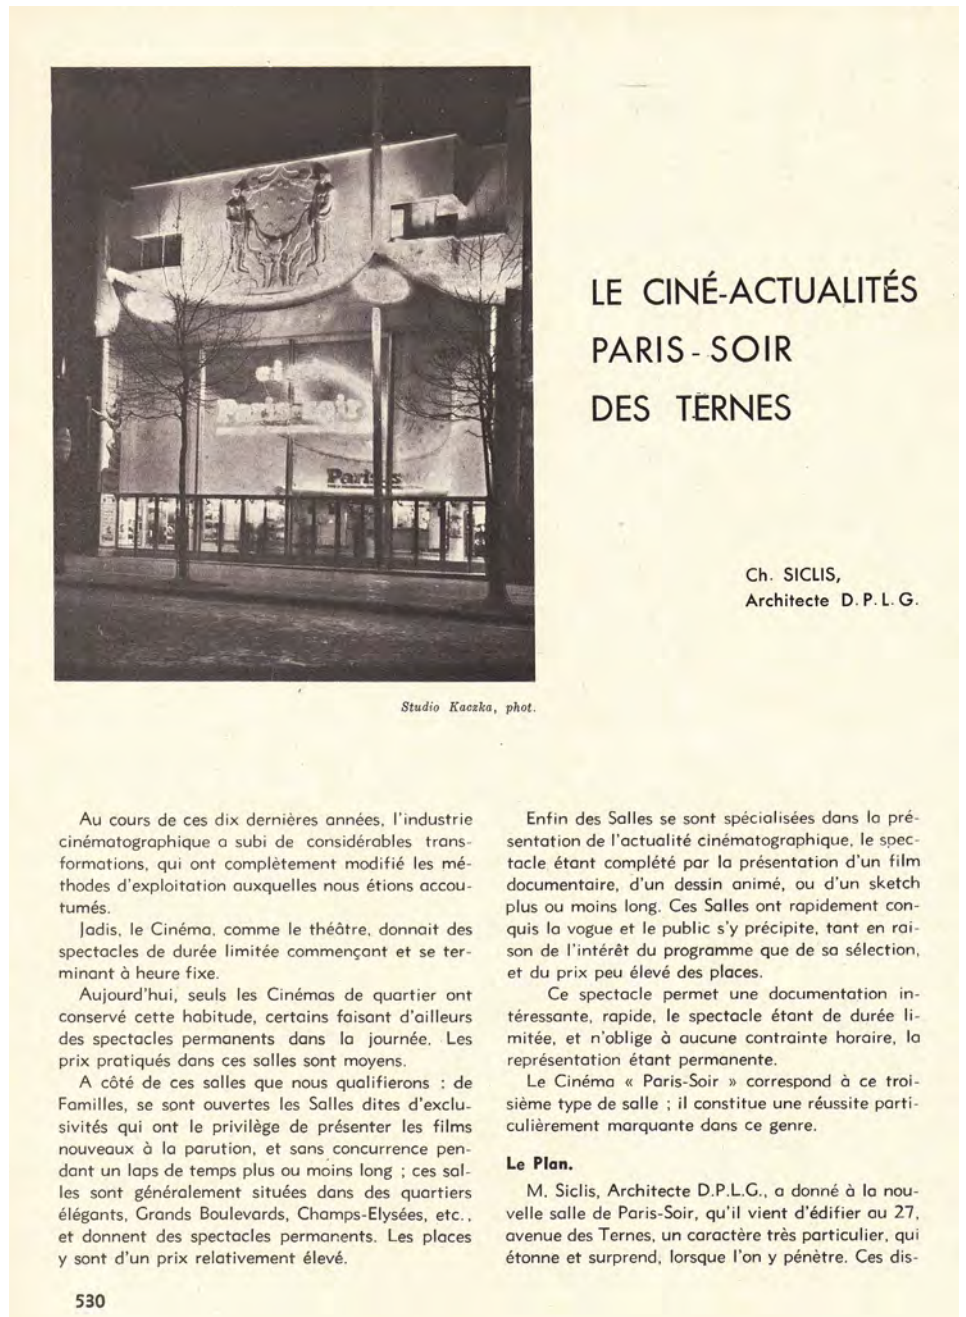 LE CINÉ-ACTUALITÉS
PARIS-SOIR
DES TERNES
Ch. SICLIS,
Architecte D.P.L.G.
Studio Kaczka, phot.
Au cours de ces dix dernières années, l'industrie
cinématographique a subi de considérables trans-
formations, qui ont complètement modifié les mé-
thodes d'exploitation auxquelles nous étions accou-
tumés.
Jadis, le Cinéma, comme le théâtre, donnait des
spectacles de durée limitée commençant et se ter-
minant à heure fixe.
Aujourd'hui, seuls les Cinémas de quartier ont
conservé cette habitude, certains faisant d'ailleurs
des spectacles permanents dans la journée. Les
prix pratiqués dans ces salles sont moyens.
A côté de ces salles que nous qualifierons : de
Familles, se sont ouvertes les Salles dites d'exclu-
sivités qui ont le privilège de présenter les films
nouveaux à la parution, et sans concurrence pen-
dant un laps de temps plus ou moins long ; ces sal-
les sont généralement situées dans des quartiers
élégants, Grands Boulevards, Champs-Elysées, etc.,
et donnent des spectacles permanents. Les places
y sont d'un prix relativement élevé.
Enfin des Salles se sont spécialisées dans la pré-
sentation de l'actualité cinématographique, le spec-
tacle étant complété par la présentation d'un film
documentaire, d'un dessin animé, ou d'un sketch
plus ou moins long. Ces Salles ont rapidement con-
quis la vogue et le public s'y précipite, tant en rai-
son de l'intérêt du programme que de sa sélection,
et du prix peu élevé des places.
Ce spectacle permet une documentation in-
téressante, rapide, le spectacle étant de durée li-
mitée, et n'oblige à aucune contrainte horaire, la
représentation étant permanente.
Le Cinéma « Paris-Soir » correspond à ce troi-
sième type de salle ; il constitue une réussite parti-
culièrement marquante dans ce genre.
Le Plan.
M. Siclis, Architecte D.P.L.G., a donné à la nou-
velle salle de Paris-Soir, qu'il vient d'édifier au 27,
avenue des Ternes, un caractère très particulier, qui
étonne et surprend, lorsque l'on y pénètre. Ces dis-
530